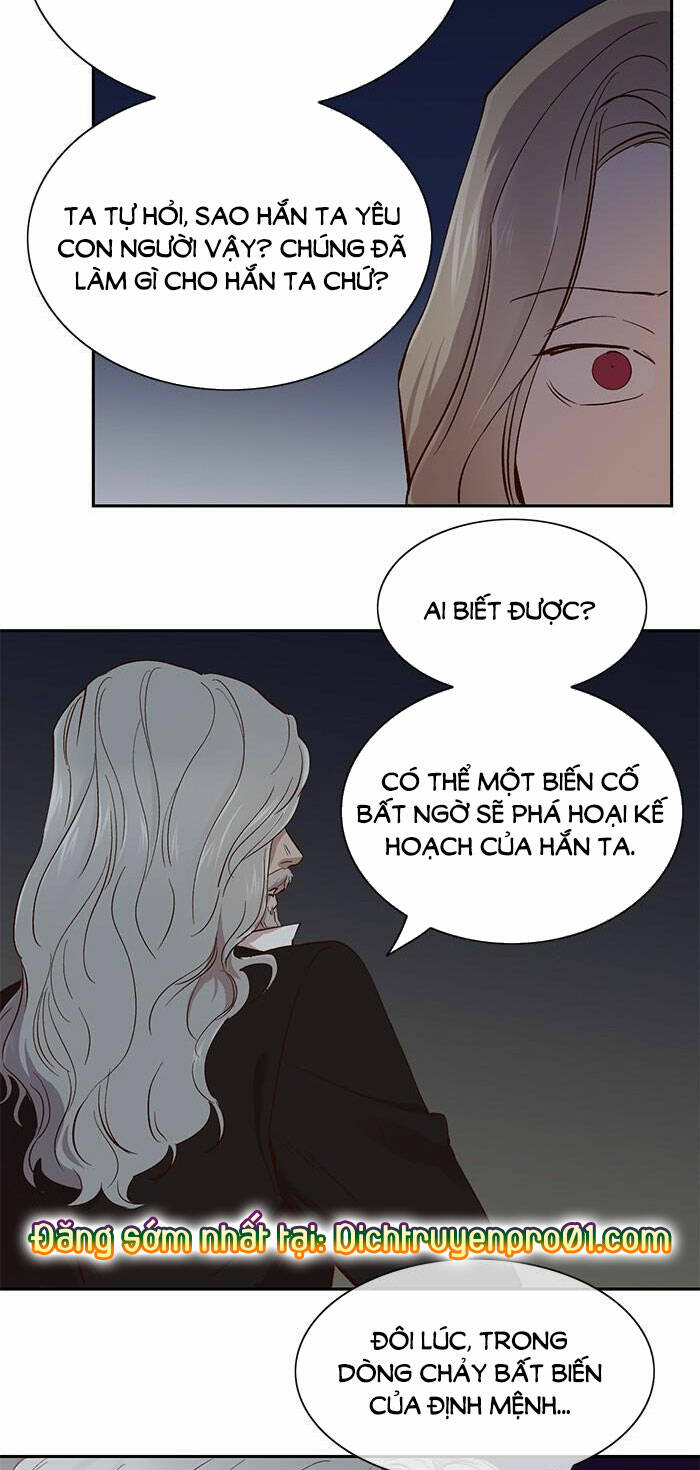 TA TỰ HỎI, SAO HẮN TA YÊU
CON NGƯỜI VẬY? CHÚNG ĐÃ
LÀM GÌ CHO HẮN TA CHỨ?
AI BIẾT ĐƯỢC?
CÓ THỂ MỘT BIẾN CỐ
BẤT NGỜ SẼ PHÁ HOẠI KẾ
HOẠCH CỦA HẮN TA.
Đăng sớm nhất tại: Dichtruyenpro01.com
ĐÔI LÚC, TRONG
DÒNG CHẢY BẤT BIẾN
CỦA ĐỊNH MỆNH...